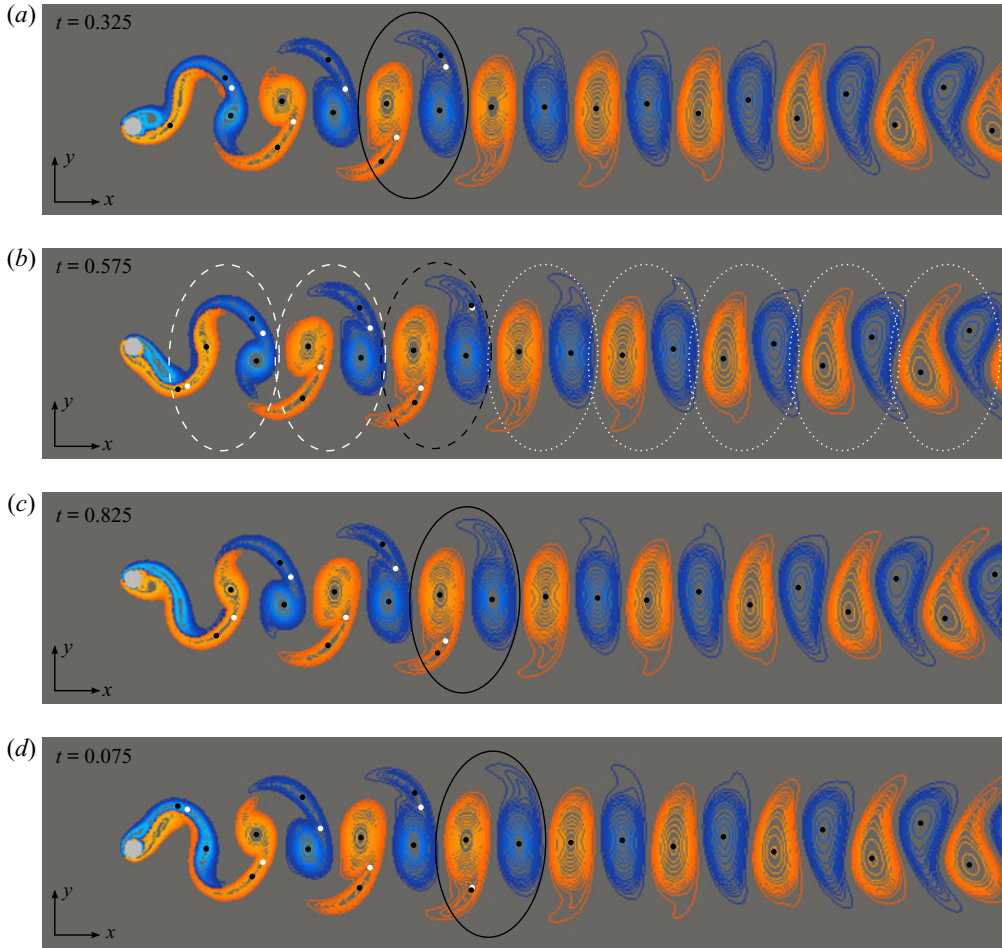 (a)
t = 0.325
y
x
(b)
t = 0.575
y
x
(c)
t = 0.825
y
x
(d)
t = 0.075
y
x